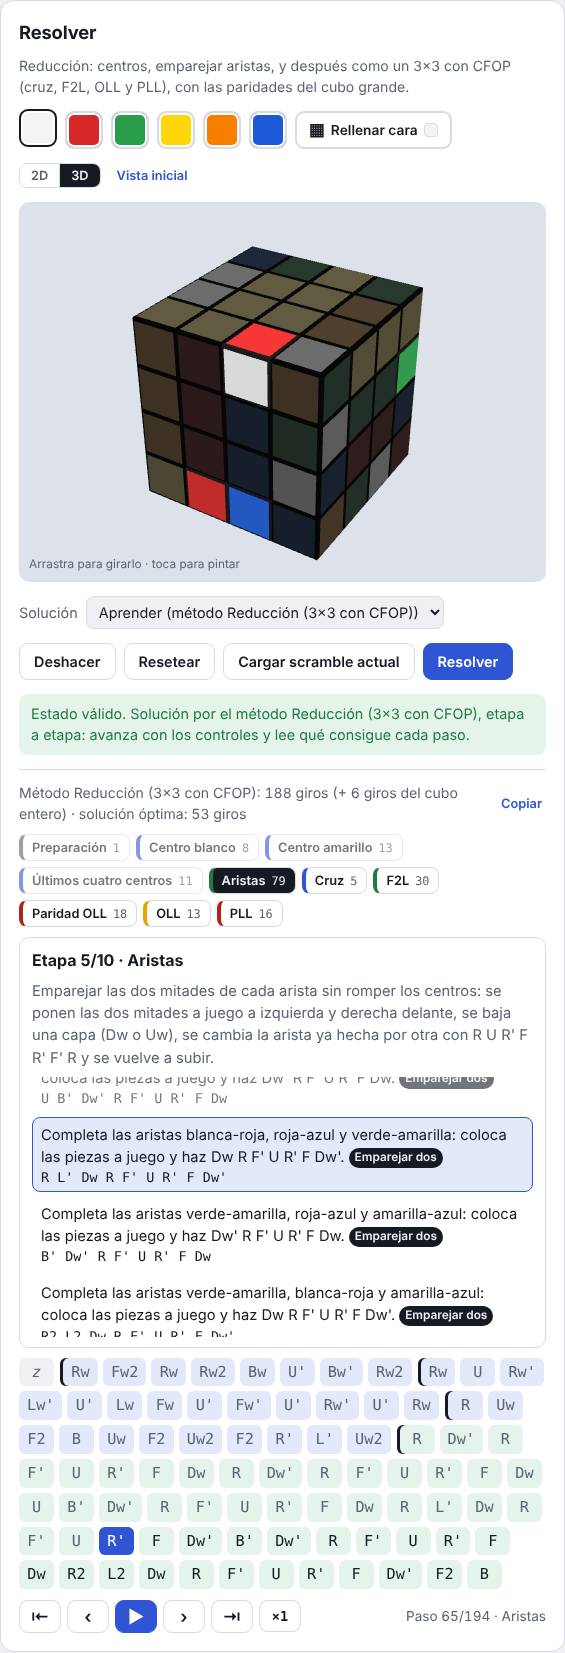 Resolver
Reducción: centros, emparejar aristas, y después como un 3×3 con CFOP
(cruz, F2L, OLL y PLL), con las paridades del cubo grande.
Rellenar cara
2D 3D Vista inicial
Arrastra para girarlo · toca para pintar
Solución Aprender (método Reducción (3×3 con CFOP))
Deshacer Resetear Cargar scramble actual Resolver
Estado válido. Solución por el método Reducción (3×3 con CFOP), etapa
a etapa: avanza con los controles y lee qué consigue cada paso.
Método Reducción (3×3 con CFOP): 188 giros (+ 6 giros del cubo
entero) · solución óptima: 53 giros
Copiar
Preparación 1 Centro blanco 8 Centro amarillo 13
Últimos cuatro centros 11 Aristas 79 Cruz 5 F2L 30
Paridad OLL 18 OLL 13 PLL 16
Etapa 5/10 · Aristas
Emparejar las dos mitades de cada arista sin romper los centros: se
ponen las dos mitades a juego a izquierda y derecha delante, se baja
una capa (Dw o Uw), se cambia la arista ya hecha por otra con R U R' F
R' F' R y se vuelve a subir.
coloca las piezas a juego y haz Dw' R F' U R' F Dw. Emparejar dos
U B' Dw' R F' U R' F Dw
Completa las aristas blanca-roja, roja-azul y verde-amarilla: coloca
las piezas a juego y haz Dw R F' U R' F Dw'. Emparejar dos
R L' Dw R F' U R' F Dw'
Completa las aristas verde-amarilla, roja-azul y amarilla-azul: coloca
las piezas a juego y haz Dw' R F' U R' F Dw. Emparejar dos
B' Dw' R F' U R' F Dw
Completa las aristas verde-amarilla, blanca-roja y amarilla-azul:
coloca las piezas a juego y haz Dw R F' U R' F Dw'. Emparejar dos
R2 L2 Dw R F' U R' F Dw'
z Rw Fw2 Rw Rw2 Bw U' Bw' Rw2 Rw U Rw'
Lw' U' Lw Fw U' Fw' U' Rw' U' Rw R Uw
F2 B Uw F2 Uw2 F2 R' L' Uw2 R Dw' R
F' U R' F Dw R Dw' R F' U R' F Dw
U B' Dw' R F' U R' F Dw R L' Dw R
F' U R' F Dw' B' Dw' R F' U R' F
Dw R2 L2 Dw R F' U R' F Dw' F2 B
×1
Paso 65/194 · Aristas